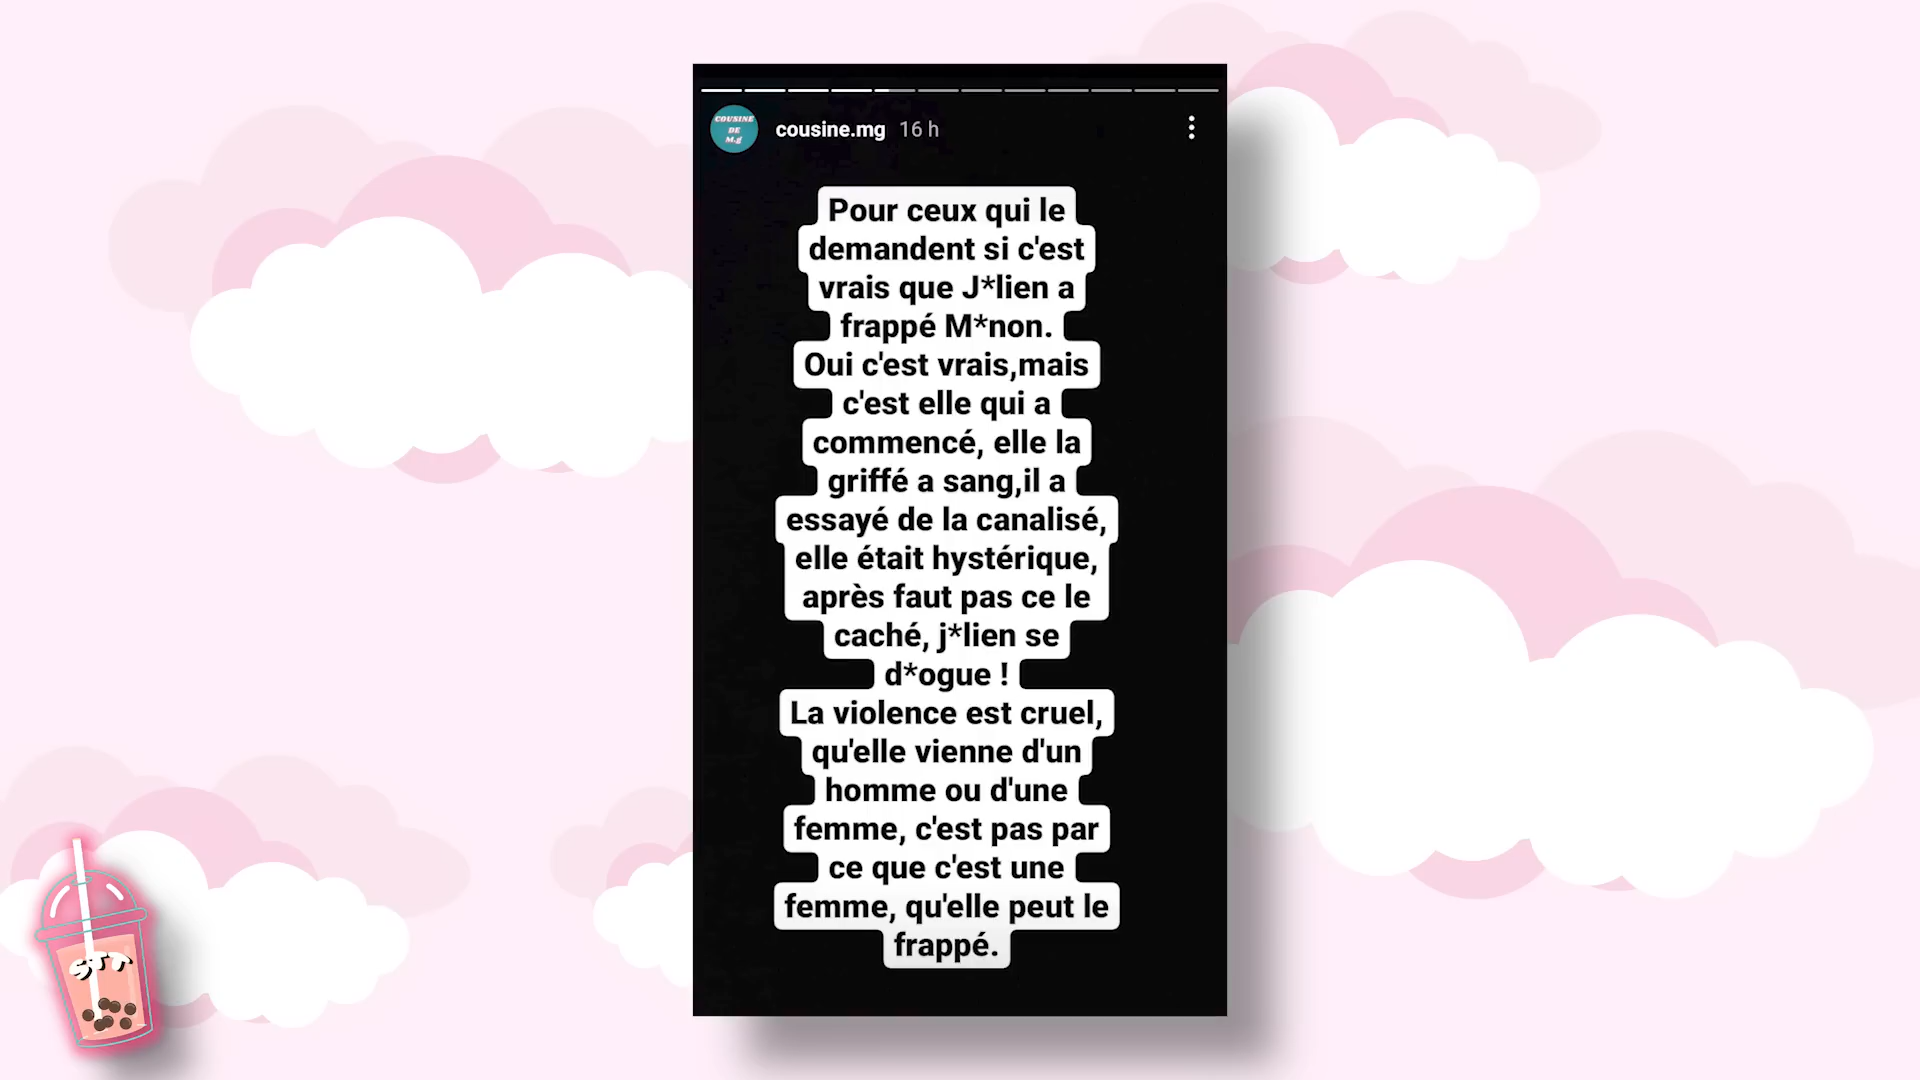 COUSINE
DE
M.g
cousine.mg 16 h
Pour ceux qui le
demandent si c'est
vrais que J*lien a
frappé M*non.
Oui c'est vrais,mais
c'est elle qui a
commencé, elle la
griffé a sang,il a
essayé de la canalisé,
elle était hystérique,
après faut pas ce le
caché, j*lien se
d*ogue !
La violence est cruel,
qu'elle vienne d'un
homme ou d'une
femme, c'est pas par
ce que c'est une
femme, qu'elle peut le
frappé.
STT